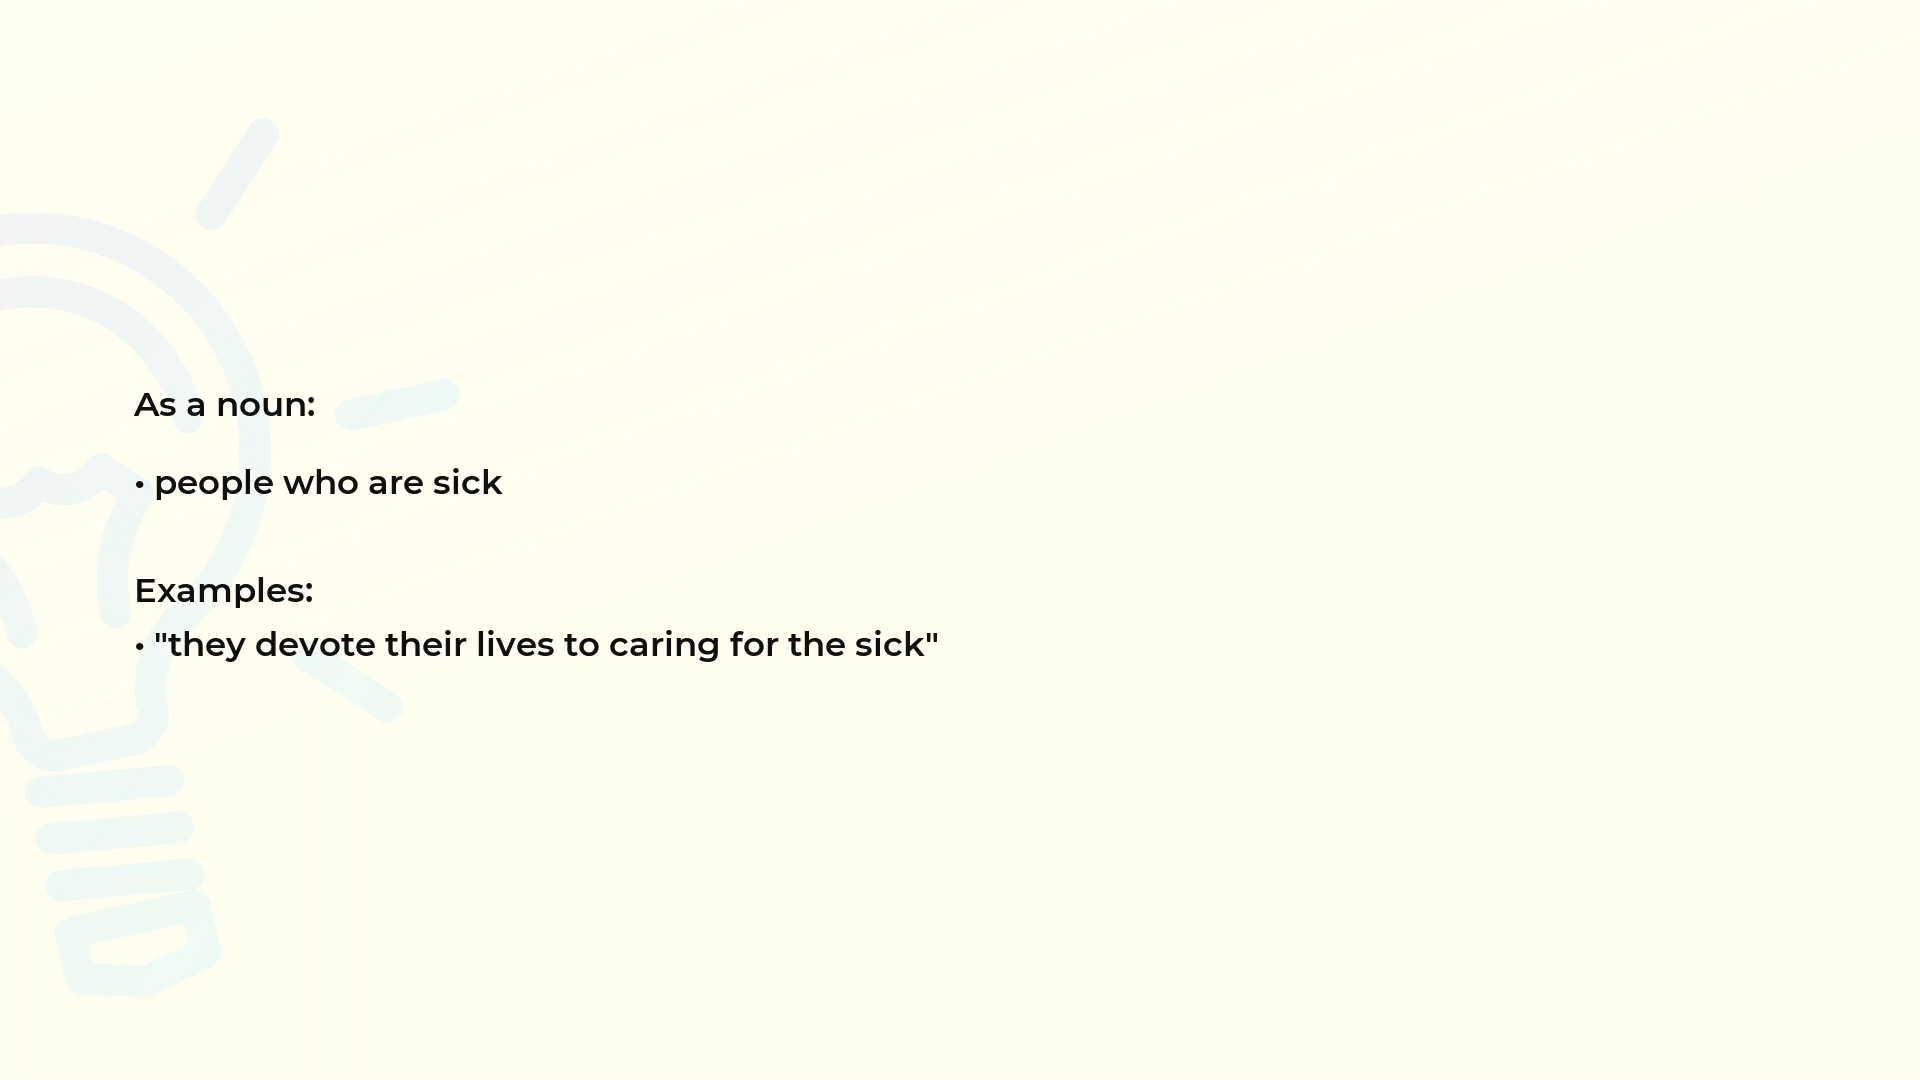 As a noun:
• people who are sick
Examples:
• "they devote their lives to caring for the sick"